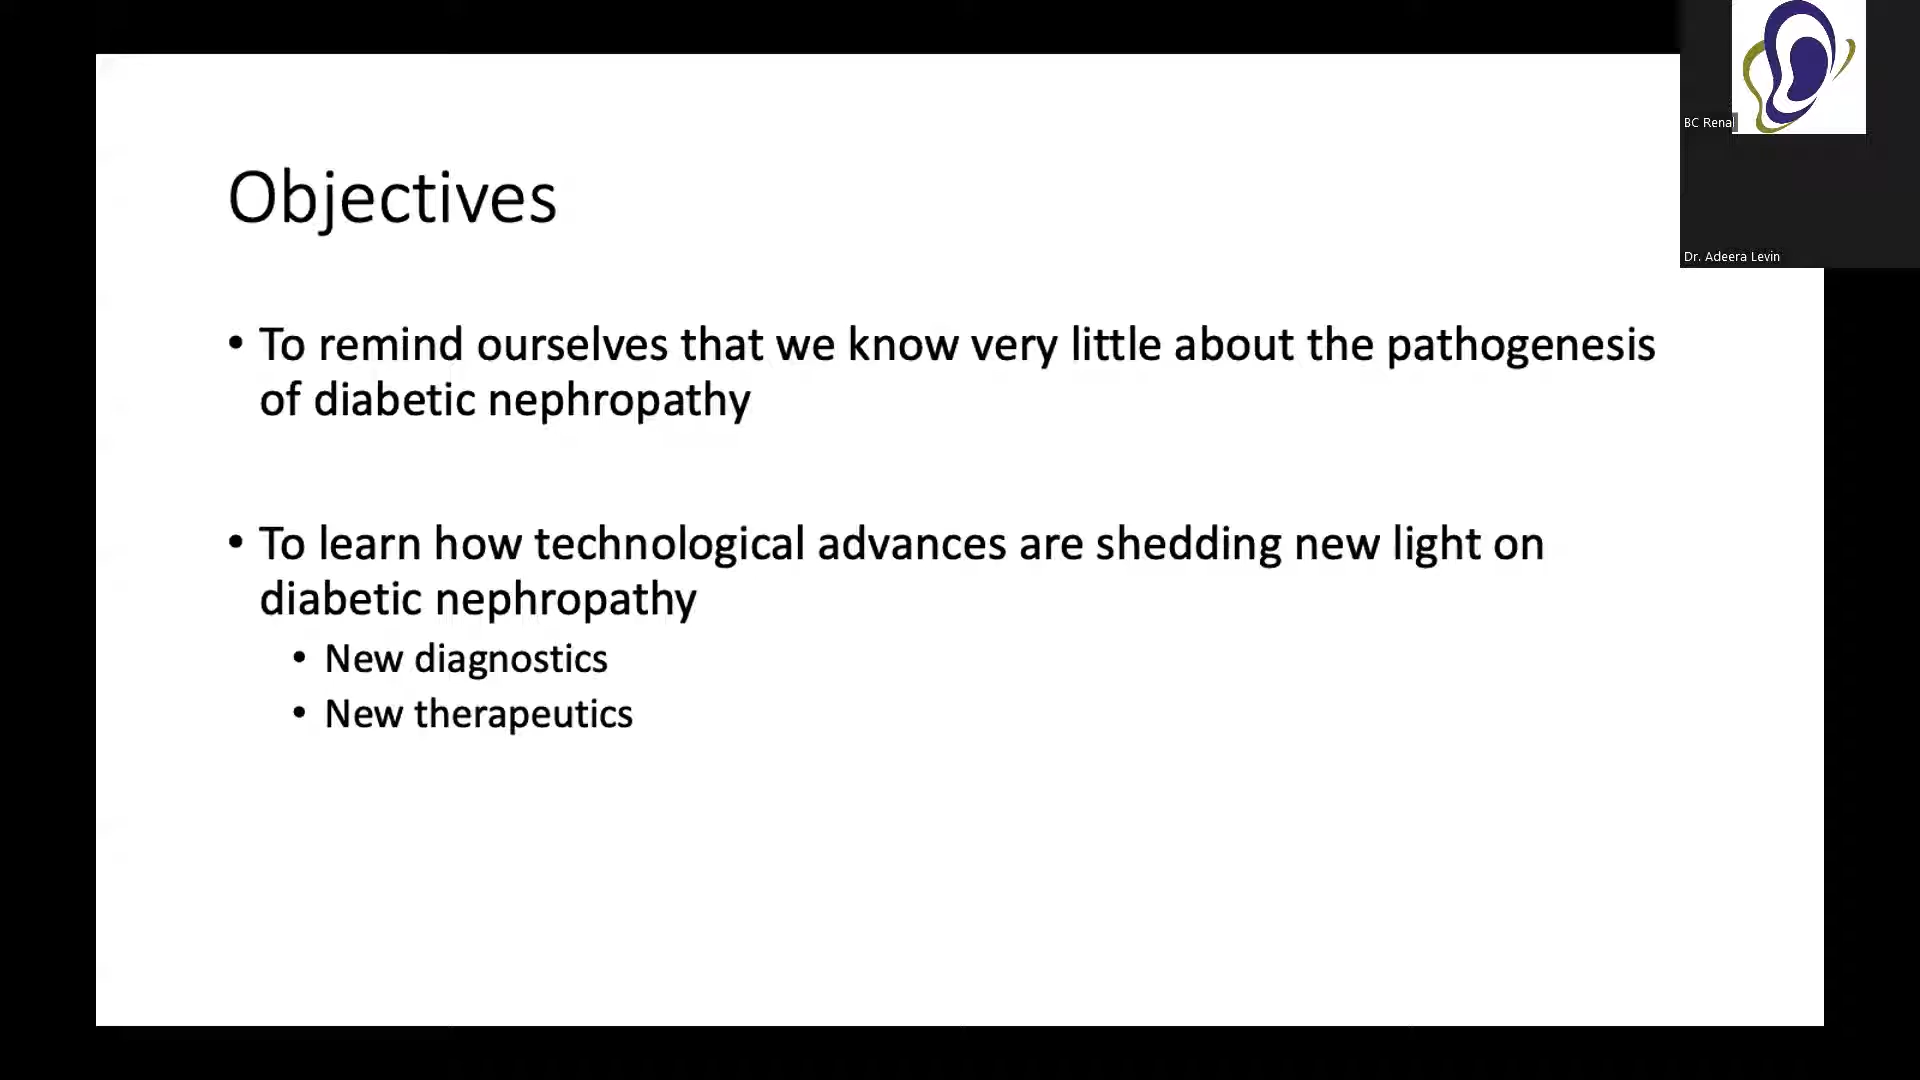 Objectives
• To remind ourselves that we know very little about the pathogenesis
of diabetic nephropathy
• To learn how technological advances are shedding new light on
diabetic nephropathy
• New diagnostics
• New therapeutics
BC Renal
Dr. Adeera Levin